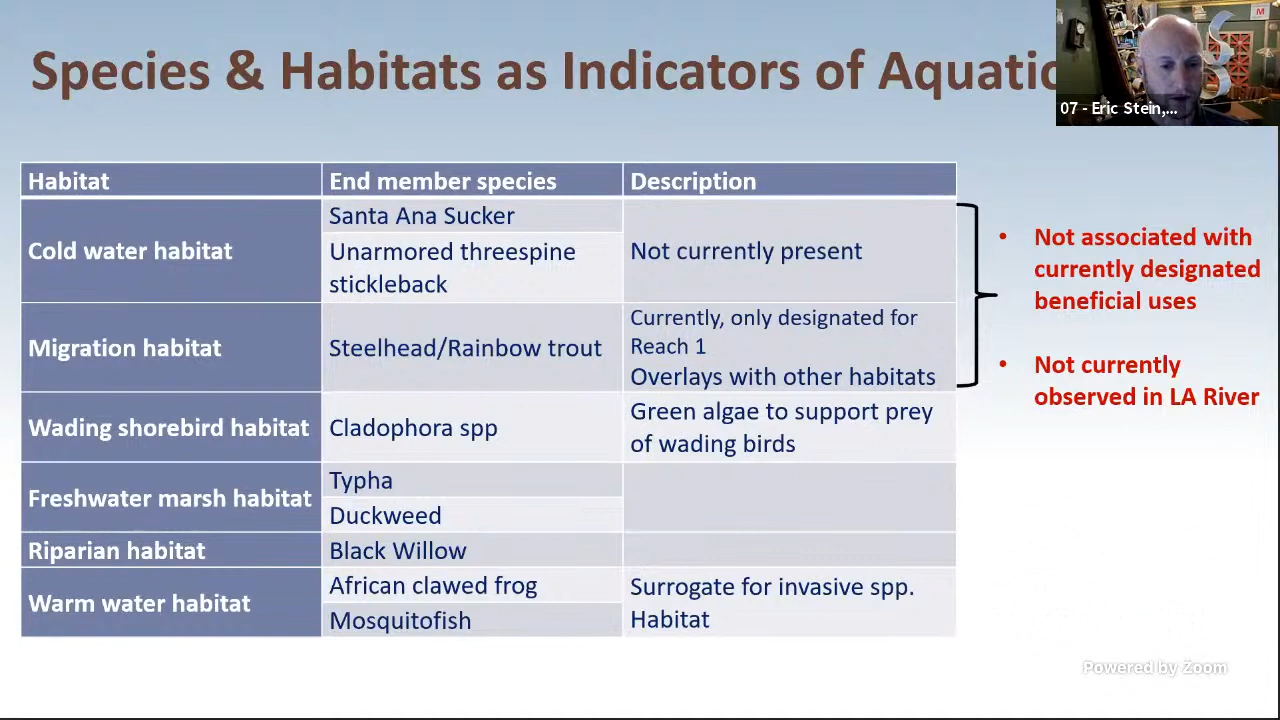 Species & Habitats as Indicators of Aquatic
07 - Eric Stein,...
Habitat
End member species
Description
Cold water habitat
Santa Ana Sucker
Unarmored threespine
stickleback
Not currently present
Migration habitat
Steelhead/Rainbow trout
Currently, only designated for
Reach 1
Overlays with other habitats
Wading shorebird habitat
Cladophora spp
Green algae to support prey
of wading birds
Freshwater marsh habitat
Typha
Duckweed
Riparian habitat
Black Willow
Warm water habitat
African clawed frog
Mosquitofish
Surrogate for invasive spp.
Habitat
• Not associated with
currently designated
beneficial uses
• Not currently
observed in LA River
M
Powered by Zoom